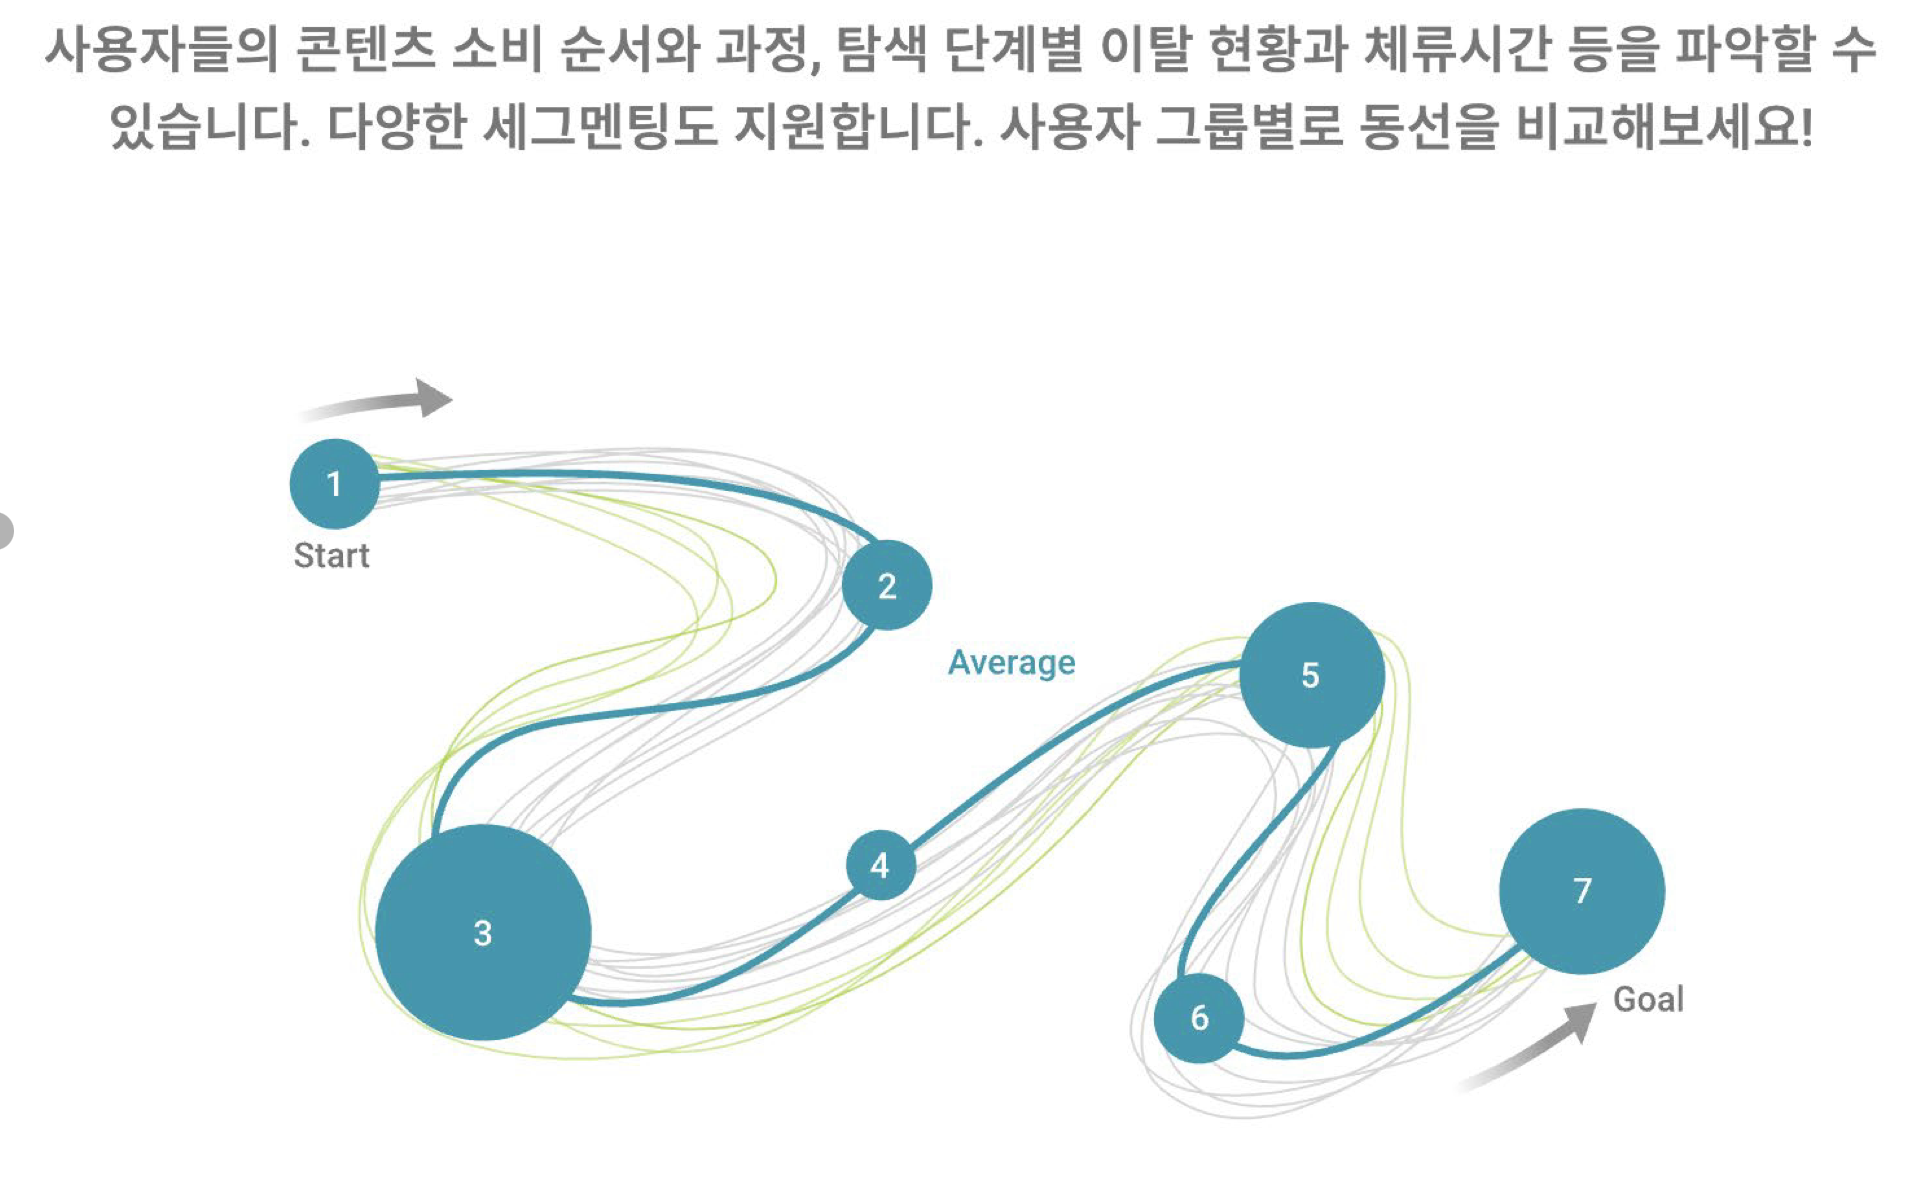 사용자들의 콘텐츠 소비 순서와 과정, 탐색 단계별 이탈 현황과 체류시간 등을 파악할 수
있습니다. 다양한 세그멘팅도 지원합니다. 사용자 그룹별로 동선을 비교해보세요!
1
Start
2
Average
5
4
3
7
6
Goal